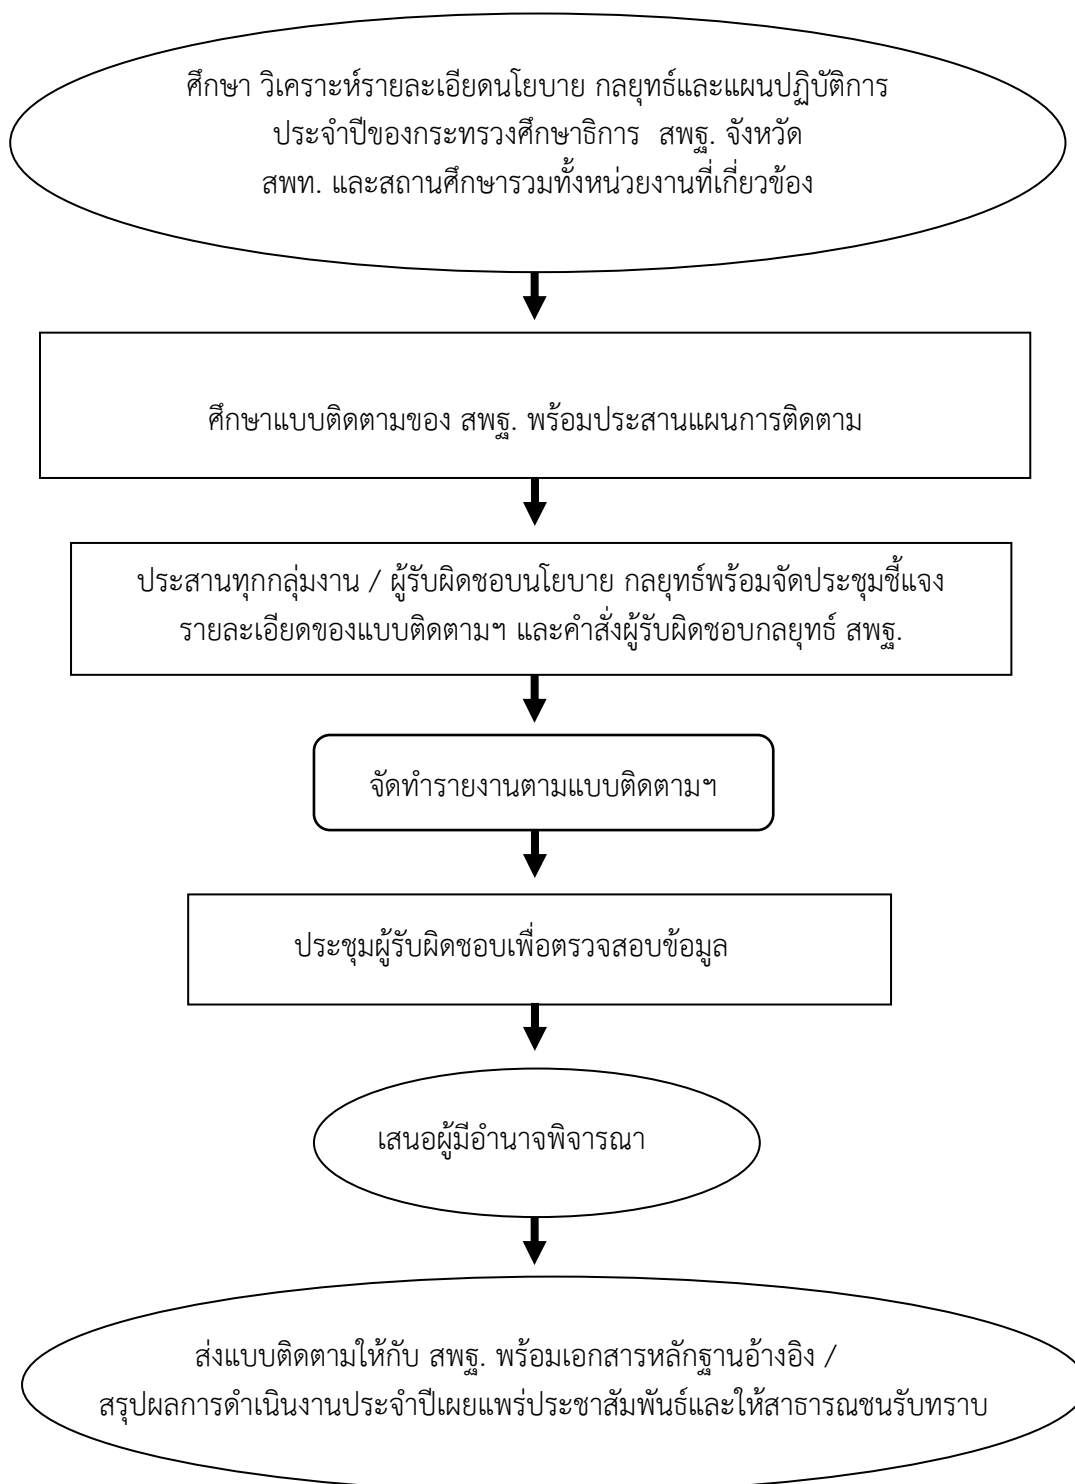 ศึกษา วิเคราะห์รายละเอียดนโยบาย กลยุทธ์และแผนปฏิบัติการ
ประจำปีของกระทรวงศึกษาธิการ สพฐ. จังหวัด
สพท. และสถานศึกษารวมทั้งหน่วยงานที่เกี่ยวข้อง
ศึกษาแบบติดตามของ สพฐ. พร้อมประสานแผนการติดตาม
ประสานทุกกลุ่มงาน / ผู้รับผิดชอบนโยบาย กลยุทธ์พร้อมจัดประชุมชี้แจง
รายละเอียดของแบบติดตามฯ และคำสั่งผู้รับผิดชอบกลยุทธ์ สพฐ.
จัดทำรายงานตามแบบติดตามฯ
ประชุมผู้รับผิดชอบเพื่อตรวจสอบข้อมูล
เสนอผู้มีอำนาจพิจารณา
ส่งแบบติดตามให้กับ สพฐ. พร้อมเอกสารหลักฐานอ้างอิง /
สรุปผลการดำเนินงานประจำปีเผยแพร่ประชาสัมพันธ์และให้สาธารณชนรับทราบ